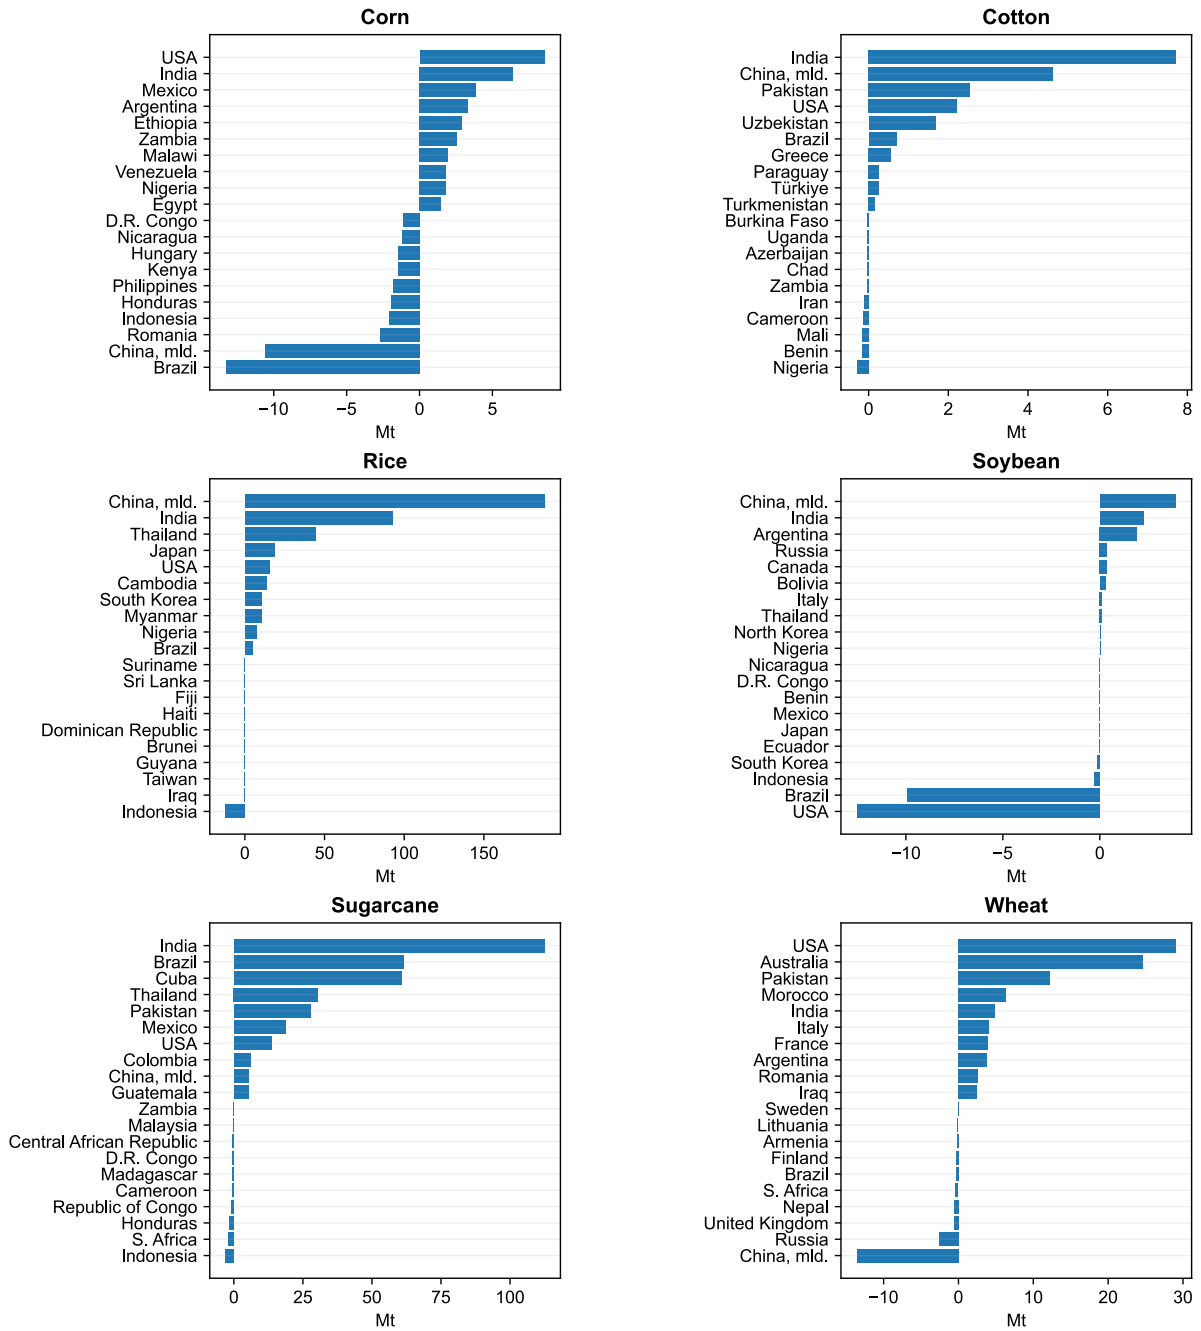 Corn
USA
India
Mexico
Argentina
Ethiopia
Zambia
Malawi
Venezuela
Nigeria
Egypt
D.R. Congo
Nicaragua
Hungary
Kenya
Philippines
Honduras
Indonesia
Romania
China, mld.
Brazil
−10 −5 0 5
Mt
Cotton
India
China, mld.
Pakistan
USA
Uzbekistan
Brazil
Greece
Paraguay
Türkiye
Turkmenistan
Burkina Faso
Uganda
Azerbaijan
Chad
Zambia
Iran
Cameroon
Mali
Benin
Nigeria
0 2 4 6 8
Mt
Rice
China, mld.
India
Thailand
Japan
USA
Cambodia
South Korea
Myanmar
Nigeria
Brazil
Suriname
Sri Lanka
Fiji
Haiti
Dominican Republic
Brunei
Guyana
Taiwan
Iraq
Indonesia
0 50 100 150
Mt
Soybean
China, mld.
India
Argentina
Russia
Canada
Bolivia
Italy
Thailand
North Korea
Nigeria
Nicaragua
D.R. Congo
Benin
Mexico
Japan
Ecuador
South Korea
Indonesia
Brazil
USA
−10 −5 0
Mt
Sugarcane
India
Brazil
Cuba
Thailand
Pakistan
Mexico
USA
Colombia
China, mld.
Guatemala
Zambia
Malaysia
Central African Republic
D.R. Congo
Madagascar
Cameroon
Republic of Congo
Honduras
S. Africa
Indonesia
0 25 50 75 100
Mt
Wheat
USA
Australia
Pakistan
Morocco
India
Italy
France
Argentina
Romania
Iraq
Sweden
Lithuania
Armenia
Finland
Brazil
S. Africa
Nepal
United Kingdom
Russia
China, mld.
−10 0 10 20 30
Mt